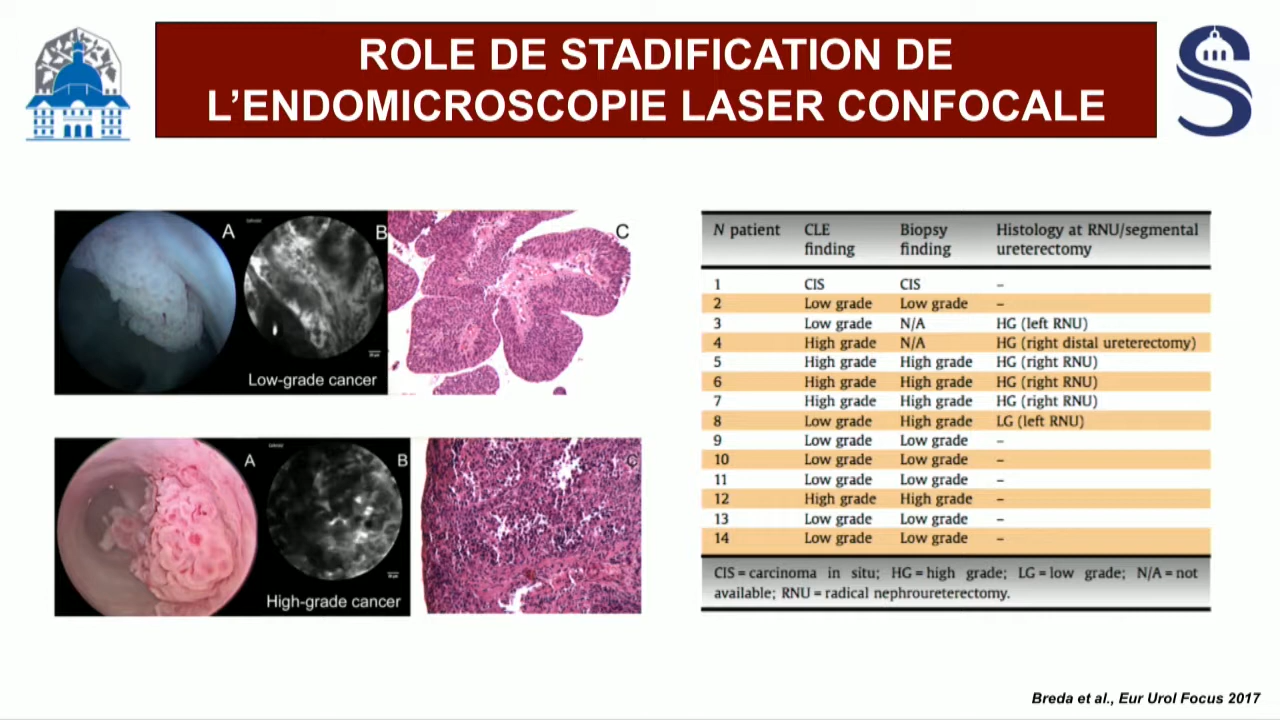 ROLE DE STADIFICATION DE
L'ENDOMICROSCOPIE LASER CONFOCALE
A
B
C
Low-grade cancer
A
B
C
High-grade cancer
N patient CLE finding Biopsy finding Histology at RNU/segmental ureterectomy
1 CIS CIS –
2 Low grade Low grade –
3 Low grade N/A HG (left RNU)
4 High grade N/A HG (right distal ureterectomy)
5 High grade High grade HG (right RNU)
6 High grade High grade HG (right RNU)
7 High grade High grade HG (right RNU)
8 Low grade High grade LG (left RNU)
9 Low grade Low grade –
10 Low grade Low grade –
11 Low grade Low grade –
12 High grade High grade –
13 Low grade Low grade –
14 Low grade Low grade –
CIS = carcinoma in situ; HG = high grade; LG = low grade; N/A = not
available; RNU = radical nephroureterectomy.
Breda et al., Eur Urol Focus 2017